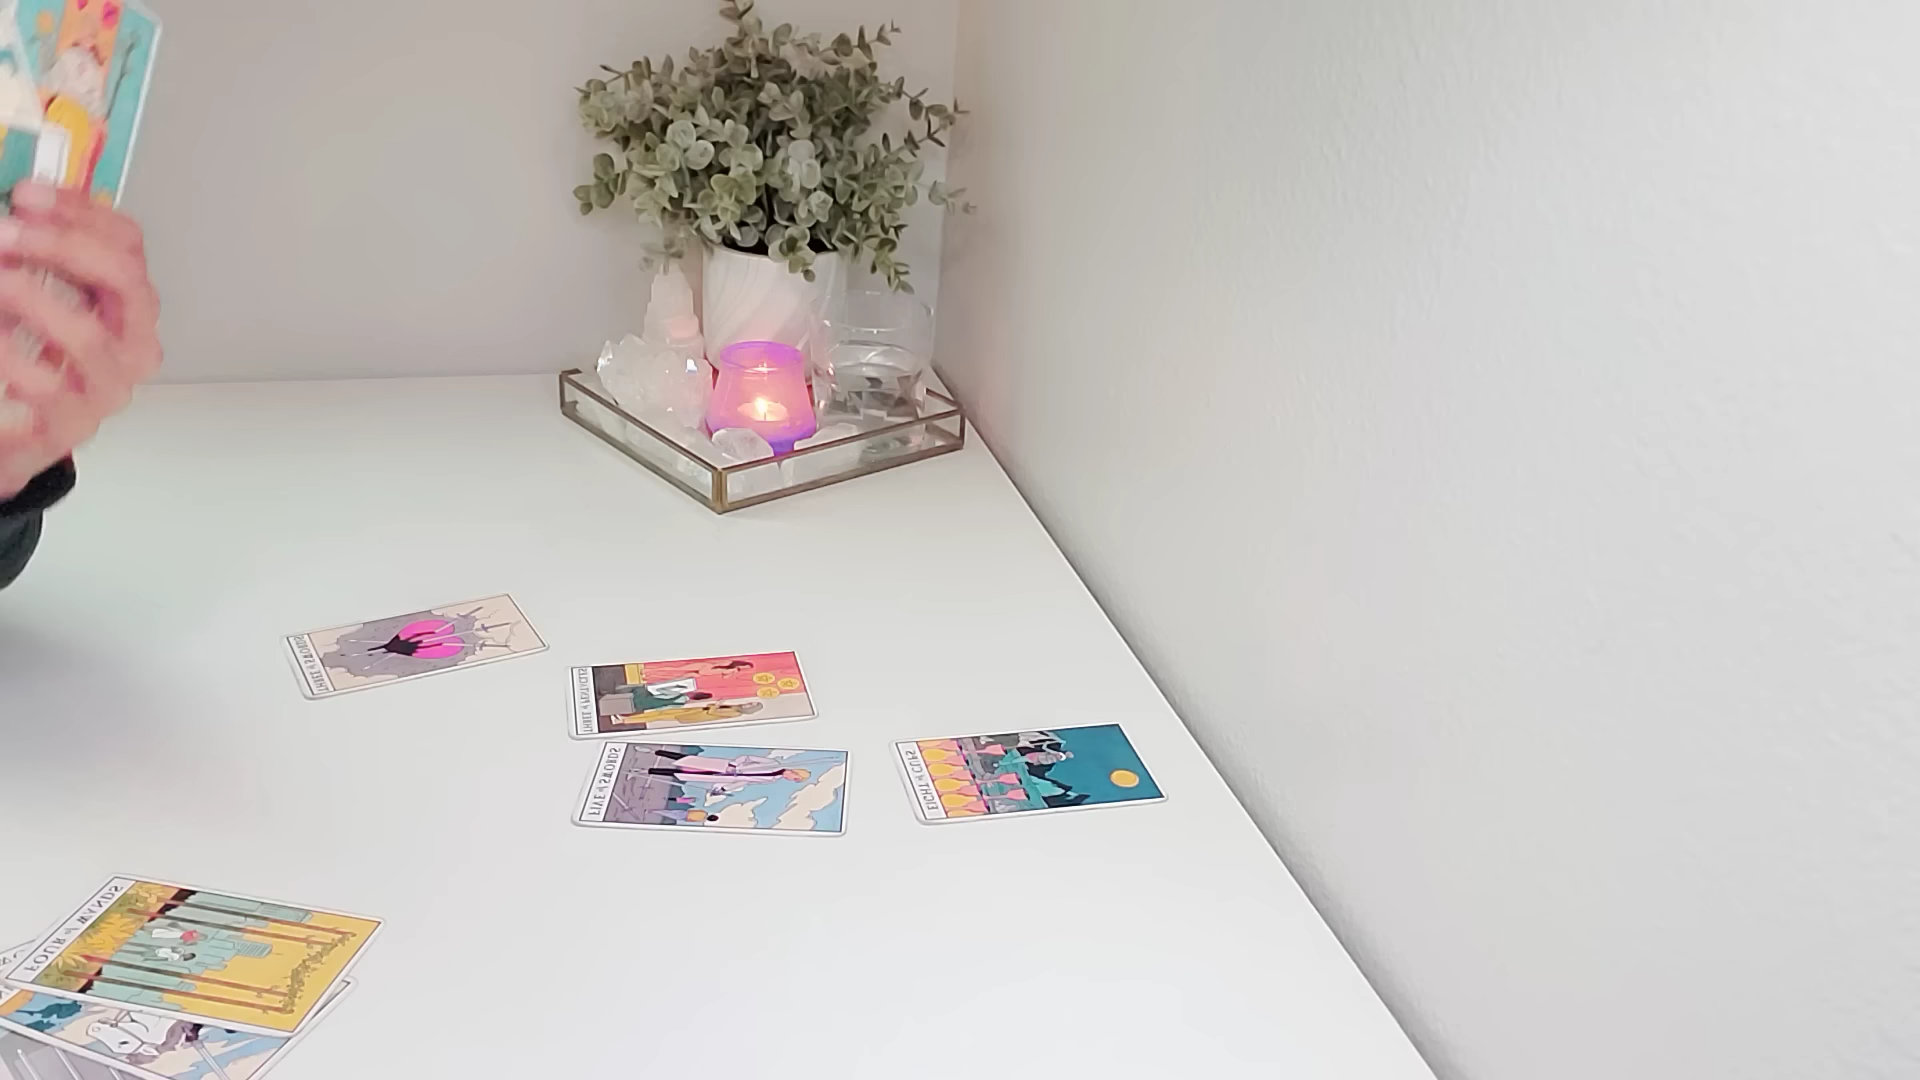 THREE of SWORDS
THREE of PENTACLES
FIVE of SWORDS
EIGHT of CUPS
FOUR of WANDS